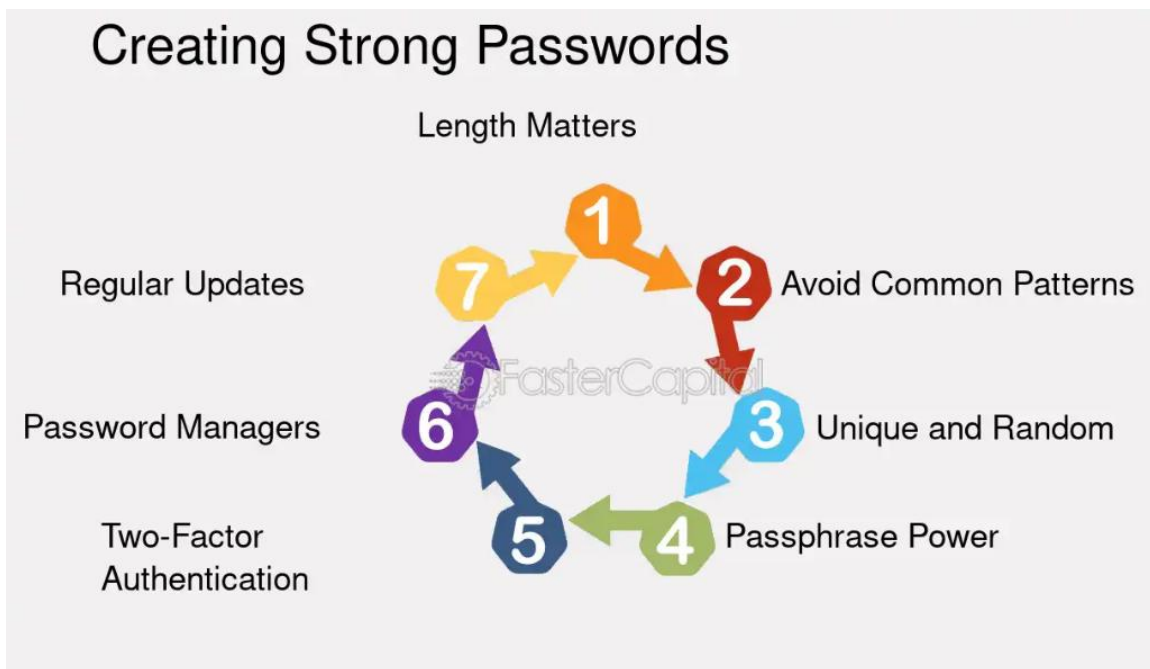 Creating Strong Passwords
Length Matters
1
2 Avoid Common Patterns
3 Unique and Random
4 Passphrase Power
5 Two-Factor
Authentication
6 Password Managers
7 Regular Updates
FasterCapital